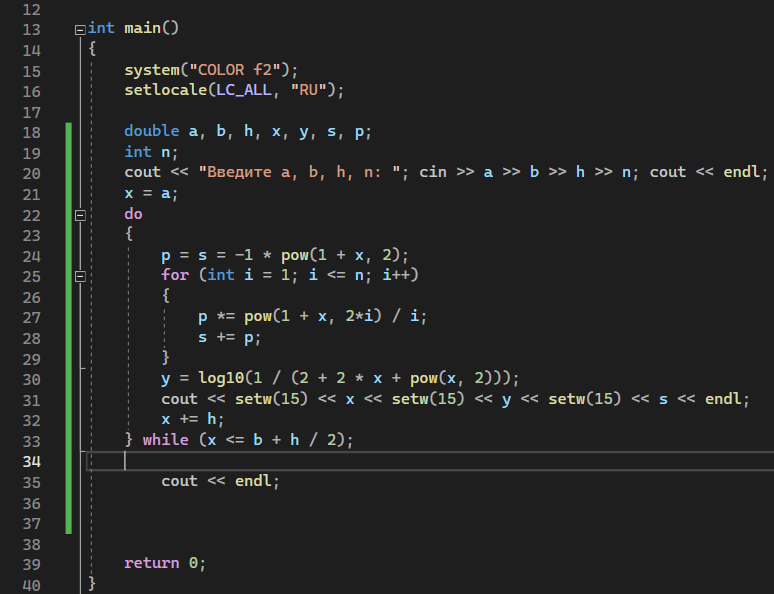 12
13 int main()
14 {
15 system("COLOR f2");
16 setlocale(LC_ALL, "RU");
17
18 double a, b, h, x, y, s, p;
19 int n;
20 cout << "Введите a, b, h, n: "; cin >> a >> b >> h >> n; cout << endl;
21 x = a;
22 do
23 {
24 p = s = -1 * pow(1 + x, 2);
25 for (int i = 1; i <= n; i++)
26 {
27 p *= pow(1 + x, 2*i) / i;
28 s += p;
29 }
30 y = log10(1 / (2 + 2 * x + pow(x, 2)));
31 cout << setw(15) << x << setw(15) << y << setw(15) << s << endl;
32 x += h;
33 } while (x <= b + h / 2);
34
35 cout << endl;
36
37
38
39 return 0;
40 }